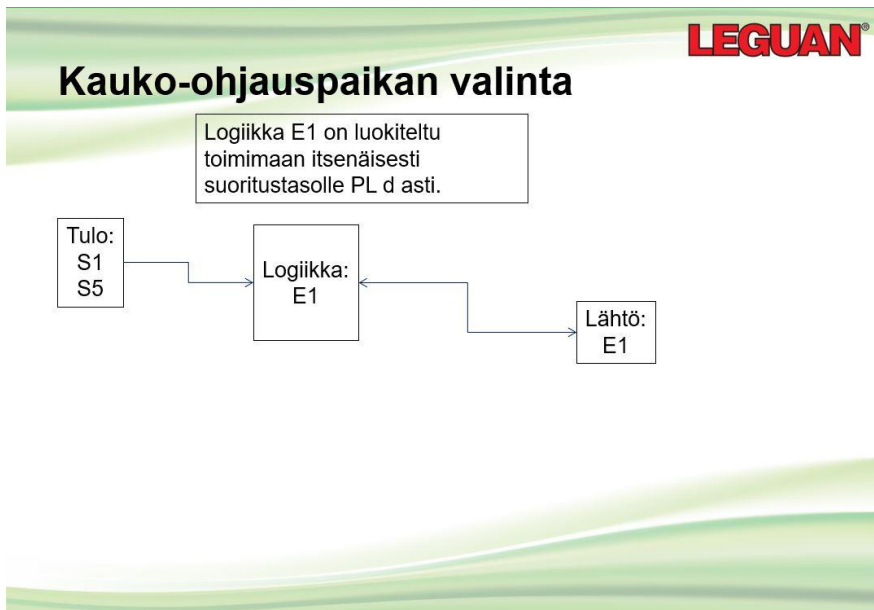 LEGUAN®
Kauko-ohjauspaikan valinta
Logiikka E1 on luokiteltu
toimimaan itsenäisesti
suoritustasolle PL d asti.
Tulo:
S1
S5
Logiikka:
E1
Lähtö:
E1